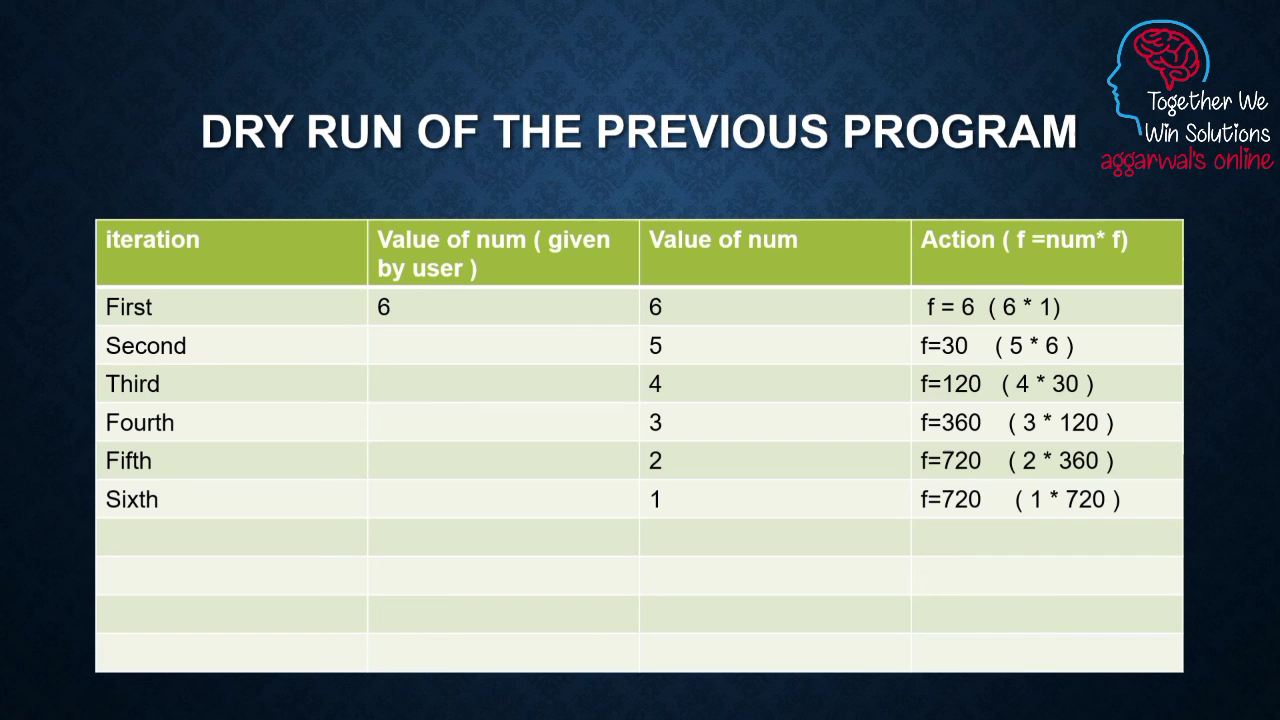 Together We
Win Solutions
aggarwal's online
DRY RUN OF THE PREVIOUS PROGRAM
iteration Value of num ( given by user ) Value of num Action ( f =num* f)
First 6 6 f = 6 ( 6 * 1)
Second 5 f=30 ( 5 * 6 )
Third 4 f=120 ( 4 * 30 )
Fourth 3 f=360 ( 3 * 120 )
Fifth 2 f=720 ( 2 * 360 )
Sixth 1 f=720 ( 1 * 720 )